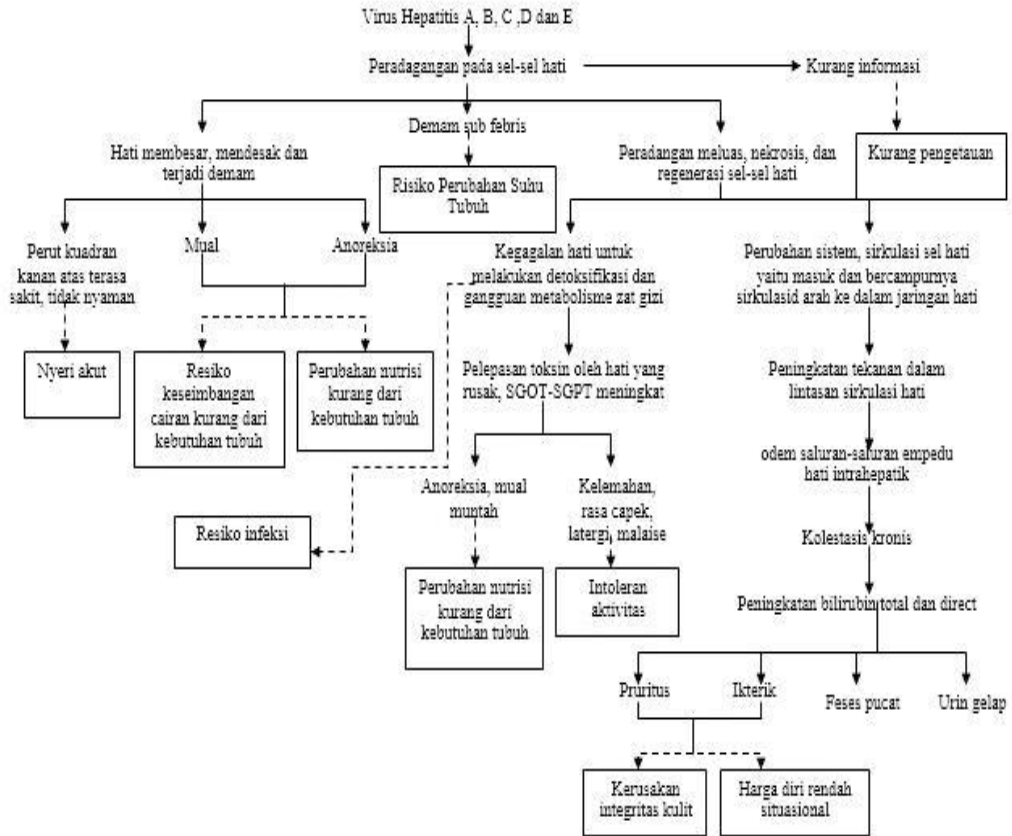 Virus Hepatitis A, B, C ,D dan E
Peradagangan pada sel-sel hati
Kurang informasi
Demam sub febris
Hati membesar, mendesak dan
terjadi demam
Peradangan meluas, nekrosis, dan
regenerasi sel-sel hati
Kurang pengetauan
Risiko Perubahan Suhu
Tubuh
Perut kuadran
kanan atas terasa
sakit, tidak nyaman
Mual
Anoreksia
Kegagalan hati untuk
melakukan detoksifikasi dan
gangguan metabolisme zat gizi
Perubahan sistem, sirkulasi sel hati
yaitu masuk dan bercampurnya
sirkulasid arah ke dalam jaringan hati
Nyeri akut
Resiko
keseimbangan
cairan kurang dari
kebutuhan tubuh
Perubahan nutrisi
kurang dari
kebutuhan tubuh
Pelepasan toksin oleh hati yang
rusak, SGOT-SGPT meningkat
Peningkatan tekanan dalam
lintasan sirkulasi hati
odem saluran-saluran empedu
hati intrahepatik
Anoreksia, mual
muntah
Kelemahan,
rasa capek,
latergi, malaise
Resiko infeksi
Kolestasis kronis
Perubahan nutrisi
kurang dari
kebutuhan tubuh
Intoleran
aktivitas
Peningkatan bilirubin total dan direct
Pruritus
Ikterik
Feses pucat
Urin gelap
Kerusakan
integritas kulit
Harga diri rendah
situasional